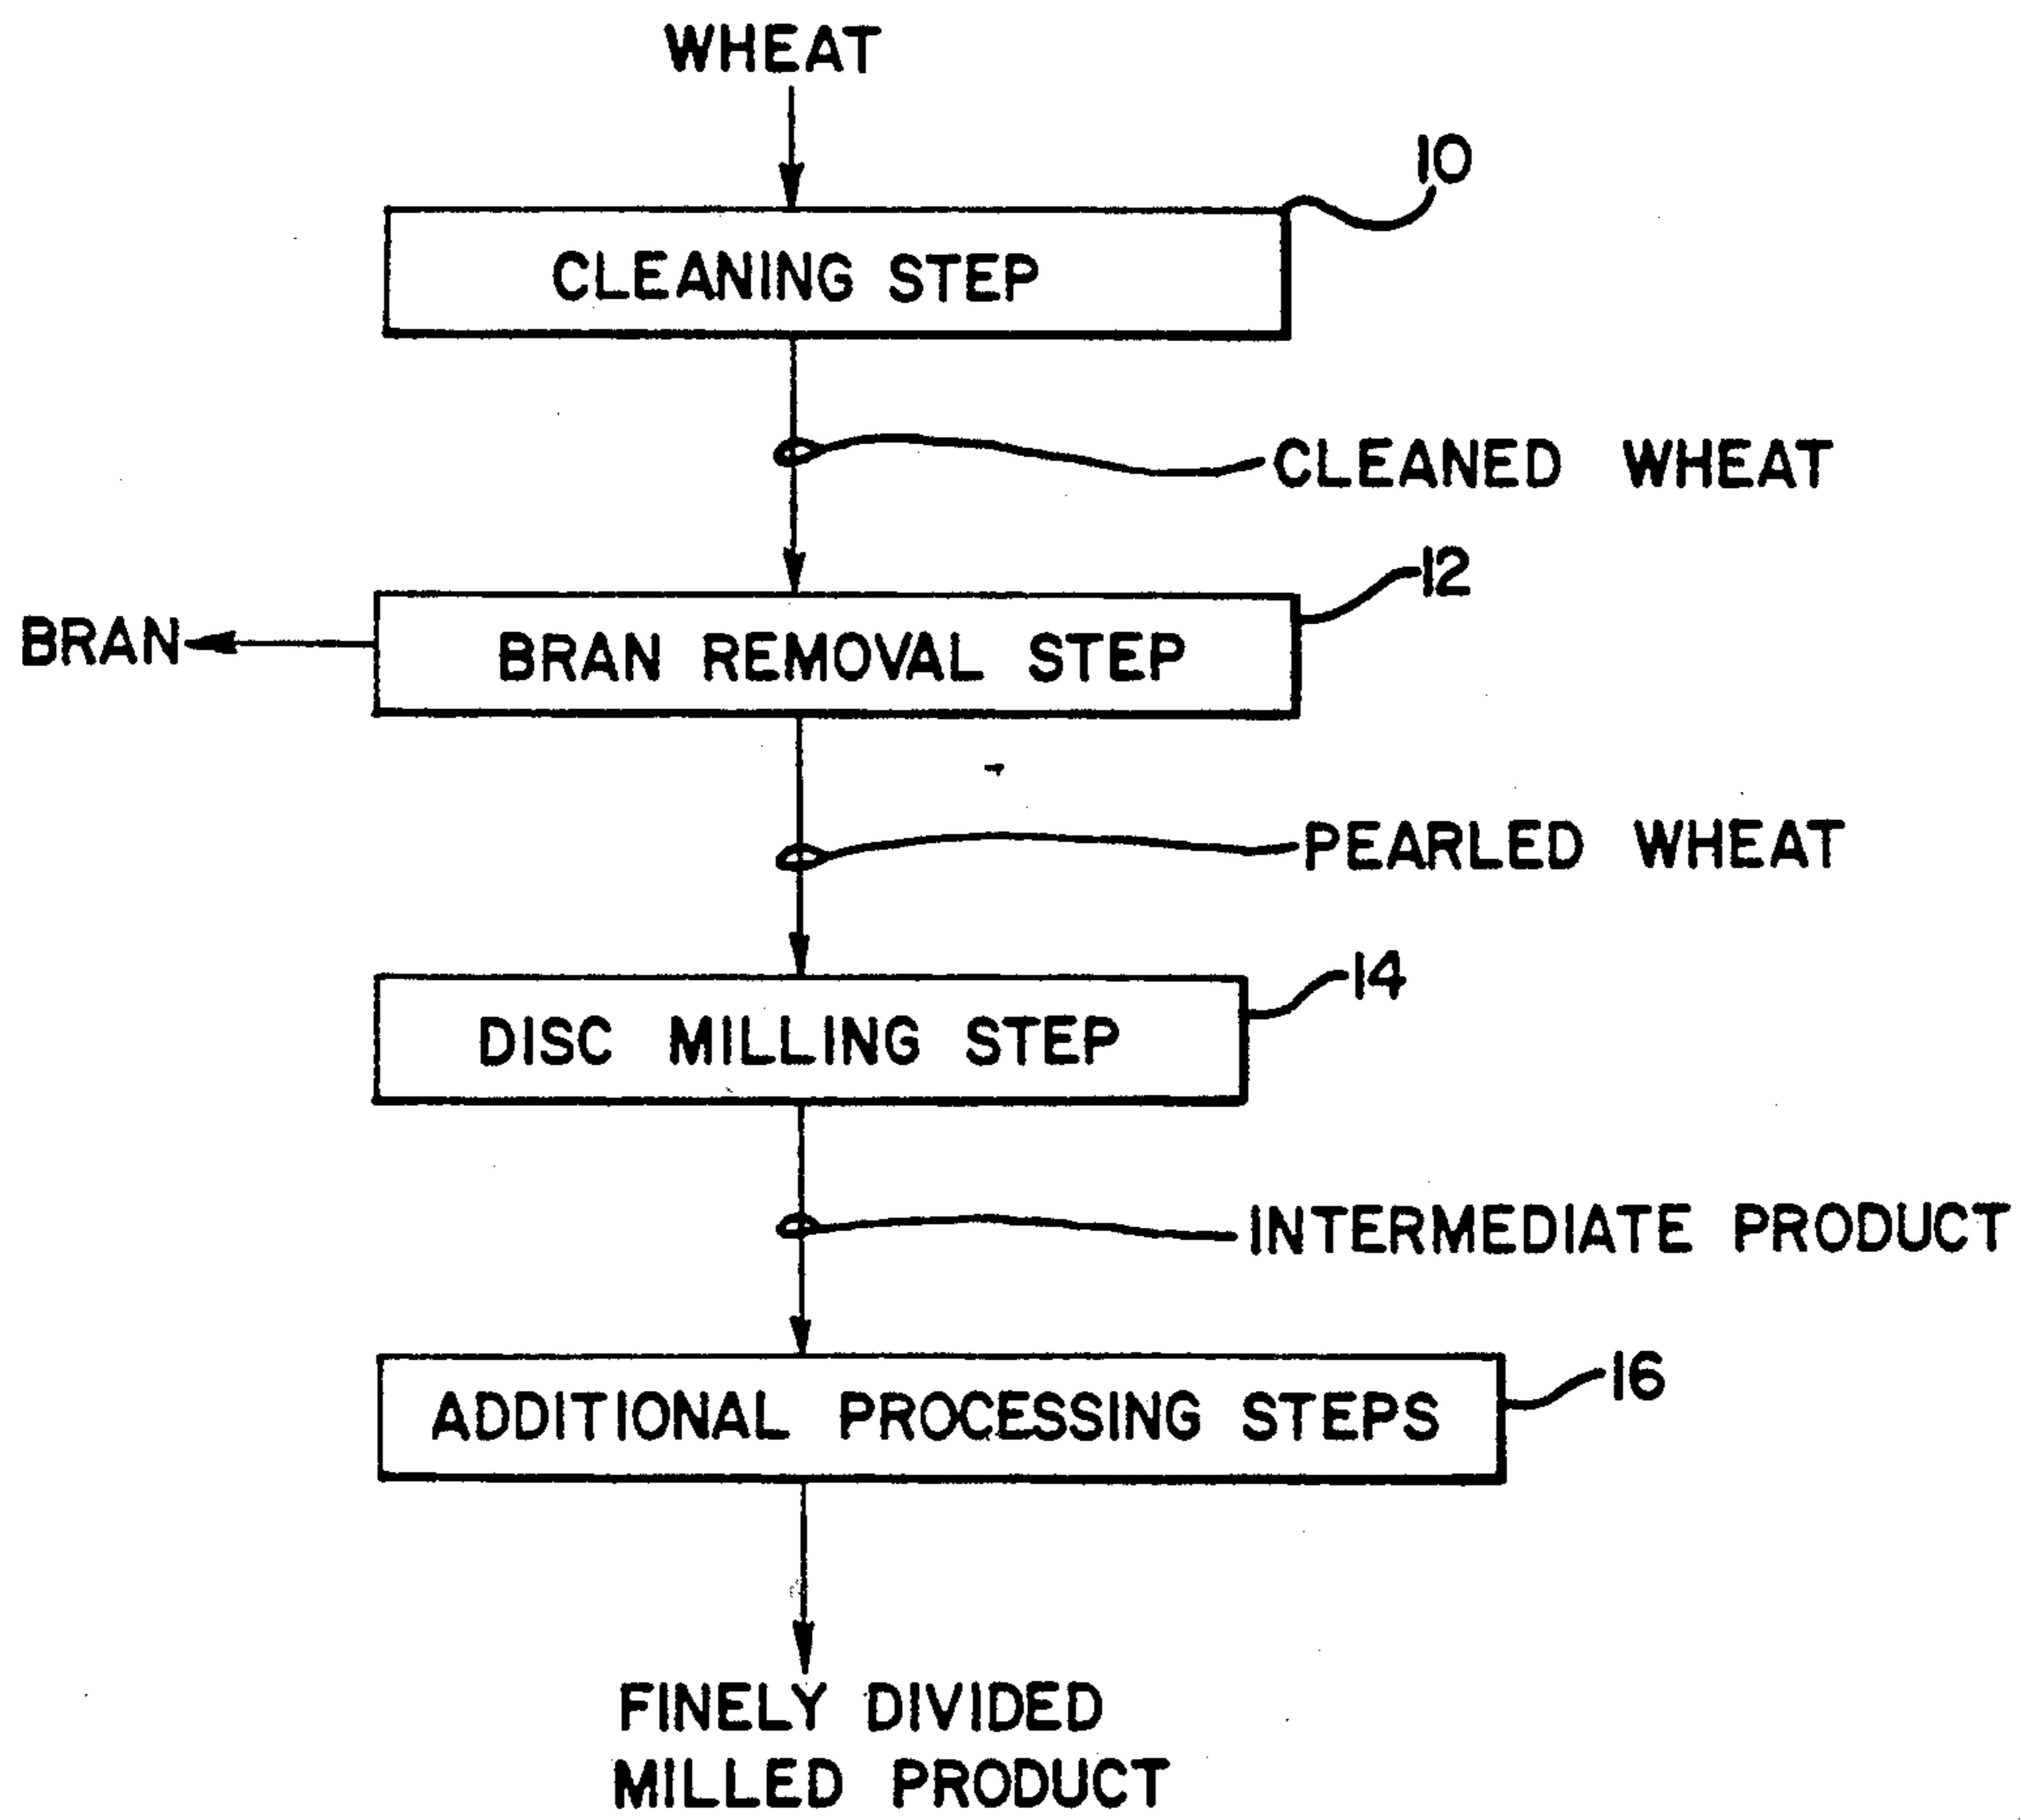 WHEAT
10
CLEANING STEP
CLEANED WHEAT
12
BRAN
BRAN REMOVAL STEP
PEARLED WHEAT
14
DISC MILLING STEP
INTERMEDIATE PRODUCT
16
ADDITIONAL PROCESSING STEPS
FINELY DIVIDED
MILLED PRODUCT